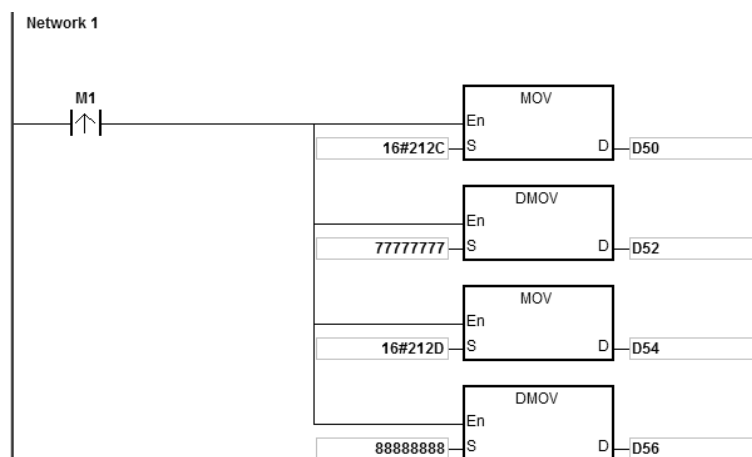 Network 1
M1
MOV
En
16#212C S D D50
DMOV
En
77777777 S D D52
MOV
En
16#212D S D D54
DMOV
En
88888888 S D D56